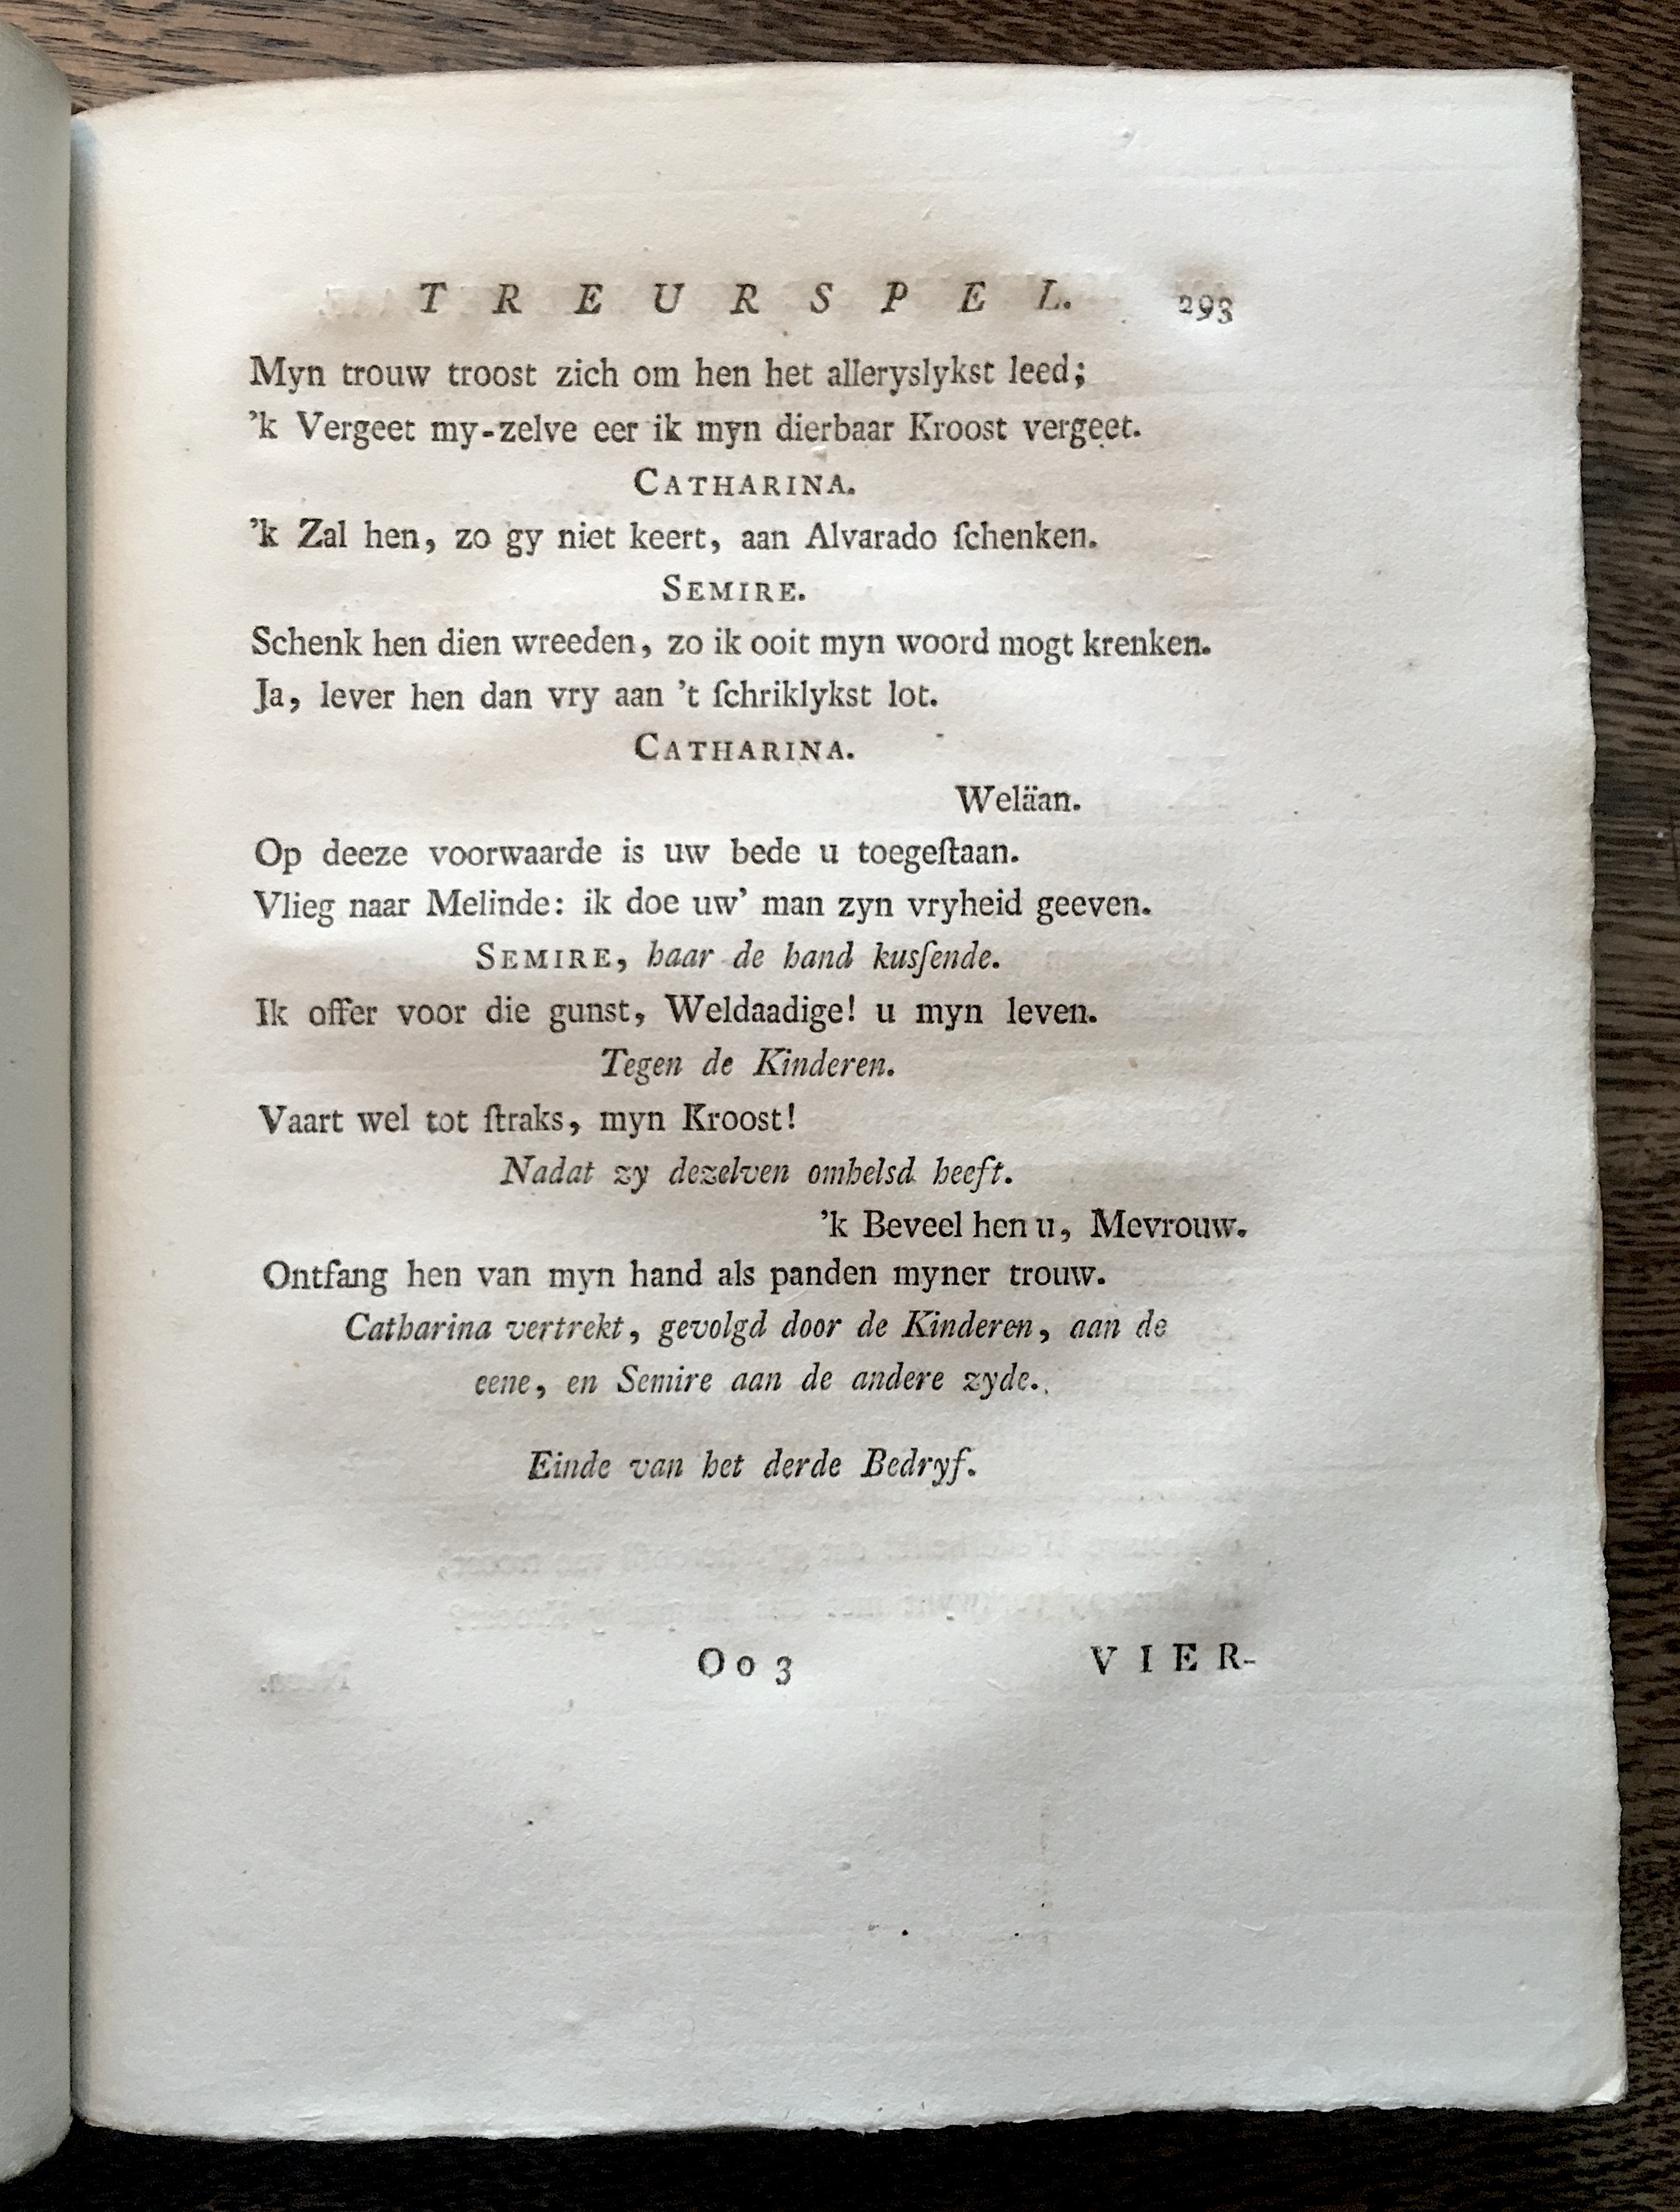 TREURSPEL. 293
Myn trouw troost zich om hen het alleryslykst leed;
’k Vergeet my-zelve eer ik myn dierbaar Kroost vergeet.
CATHARINA.
’k Zal hen, zo gy niet keert, aan Alvarado ſchenken.
SEMIRE.
Schenk hen dien wreeden, zo ik ooit myn woord mogt krenken.
Ja, lever hen dan vry aan ’t ſchriklykst lot.
CATHARINA.
Weläan.
Op deeze voorwaarde is uw bede u toegeſtaan.
Vlieg naar Melinde: ik doe uw’ man zyn vryheid geeven.
SEMIRE, haar de hand kusſende.
Ik offer voor die gunst, Weldaadige! u myn leven.
Tegen de Kinderen.
Vaart wel tot ſtraks, myn Kroost!
Nadat zy dezelven omhelsd heeft.
’k Beveel hen u, Mevrouw.
Ontfang hen van myn hand als panden myner trouw.
Catharina vertrekt, gevolgd door de Kinderen, aan de
eene, en Semire aan de andere zyde.
Einde van het derde Bedryf.
Oo 3 VIER-